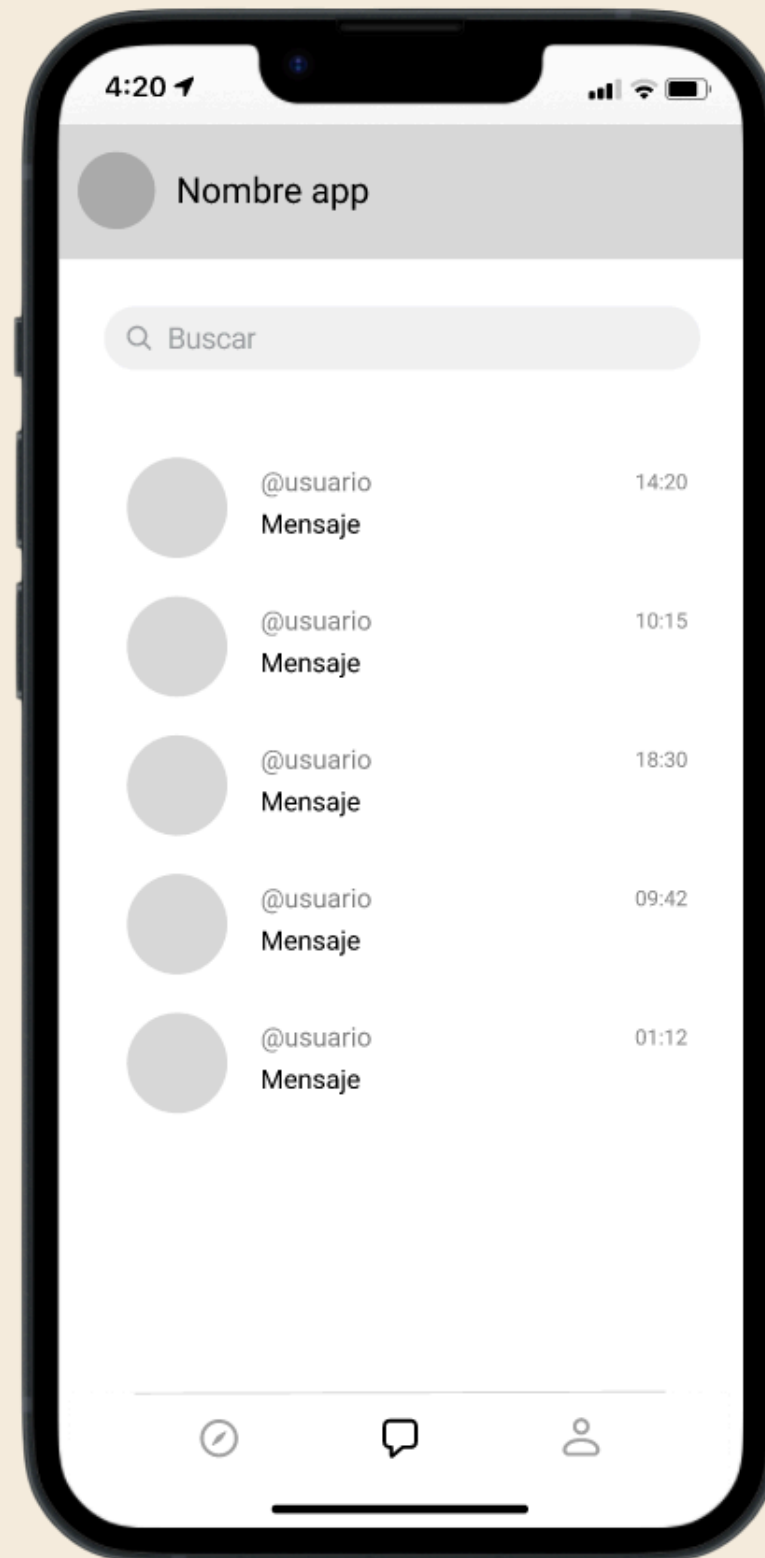 4:20
Nombre app
Buscar
@usuario 14:20
Mensaje
@usuario 10:15
Mensaje
@usuario 18:30
Mensaje
@usuario 09:42
Mensaje
@usuario 01:12
Mensaje